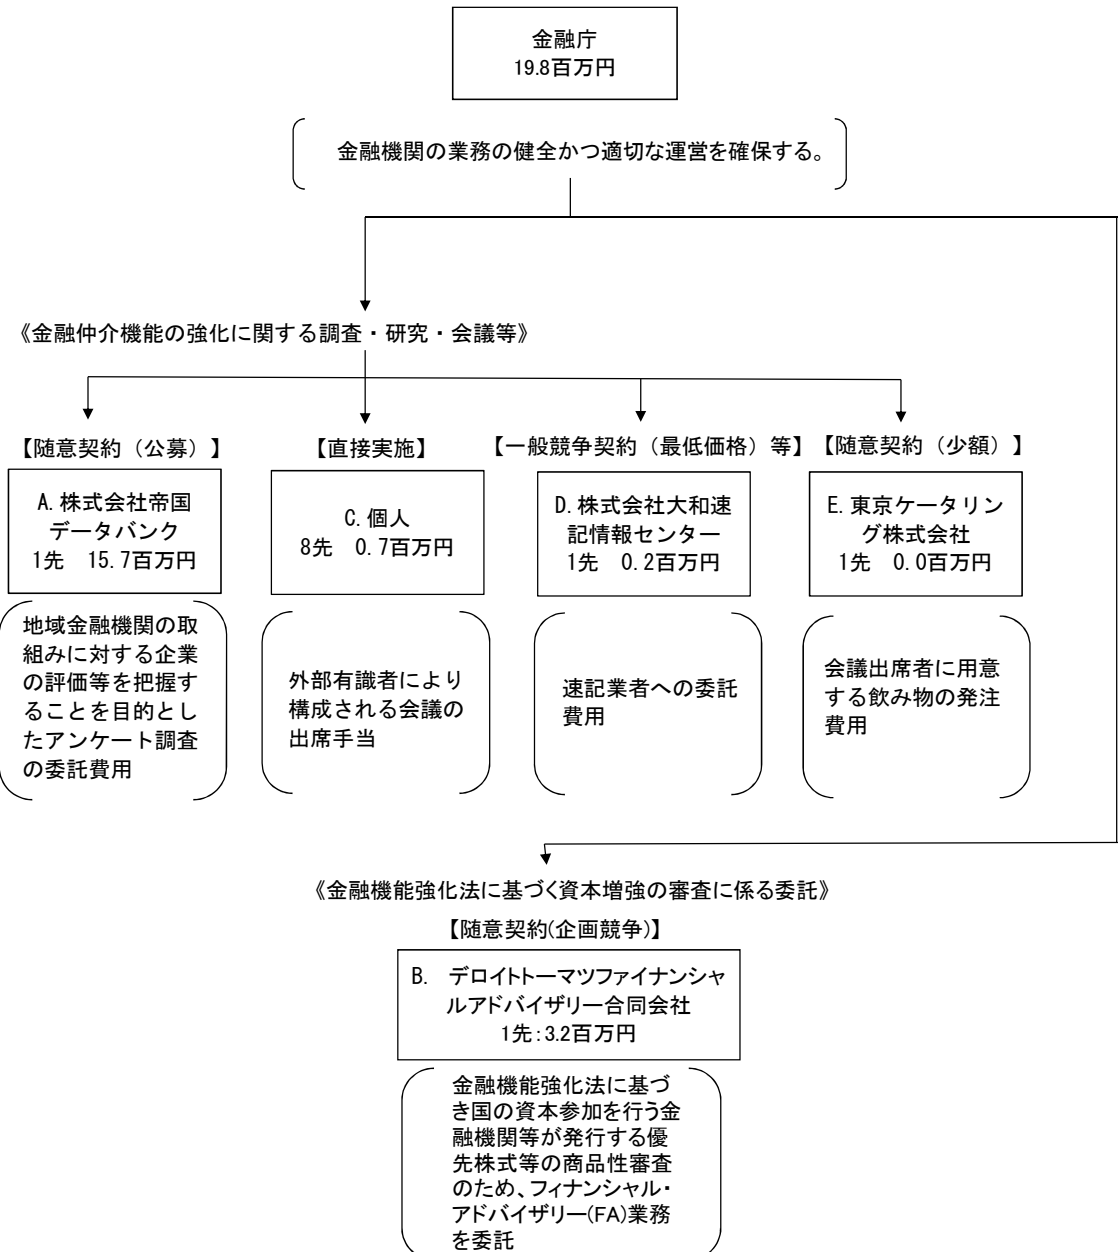 金融庁
19.8百万円
金融機関の業務の健全かつ適切な運営を確保する。
《金融仲介機能の強化に関する調査・研究・会議等》
【随意契約（公募）】
A.株式会社帝国
データバンク
1先　15.7百万円
地域金融機関の取
組みに対する企業
の評価等を把握す
ることを目的とし
たアンケート調査
の委託費用
【直接実施】
C.個人
8先　0.7百万円
外部有識者により
構成される会議の
出席手当
【一般競争契約（最低価格）等】
D.株式会社大和速
記情報センター
1先　0.2百万円
速記業者への委託
費用
【随意契約（少額）】
E.東京ケータリン
グ株式会社
1先　0.0百万円
会議出席者に用意
する飲み物の発注
費用
《金融機能強化法に基づく資本増強の審査に係る委託》
【随意契約(企画競争)】
B.　デロイトトーマツファイナンシャ
ルアドバイザリー合同会社
1先：3.2百万円
金融機能強化法に基づ
き国の資本参加を行う金
融機関等が発行する優
先株式等の商品性審査
のため、フィナンシャル・
アドバイザリー(FA)業務
を委託